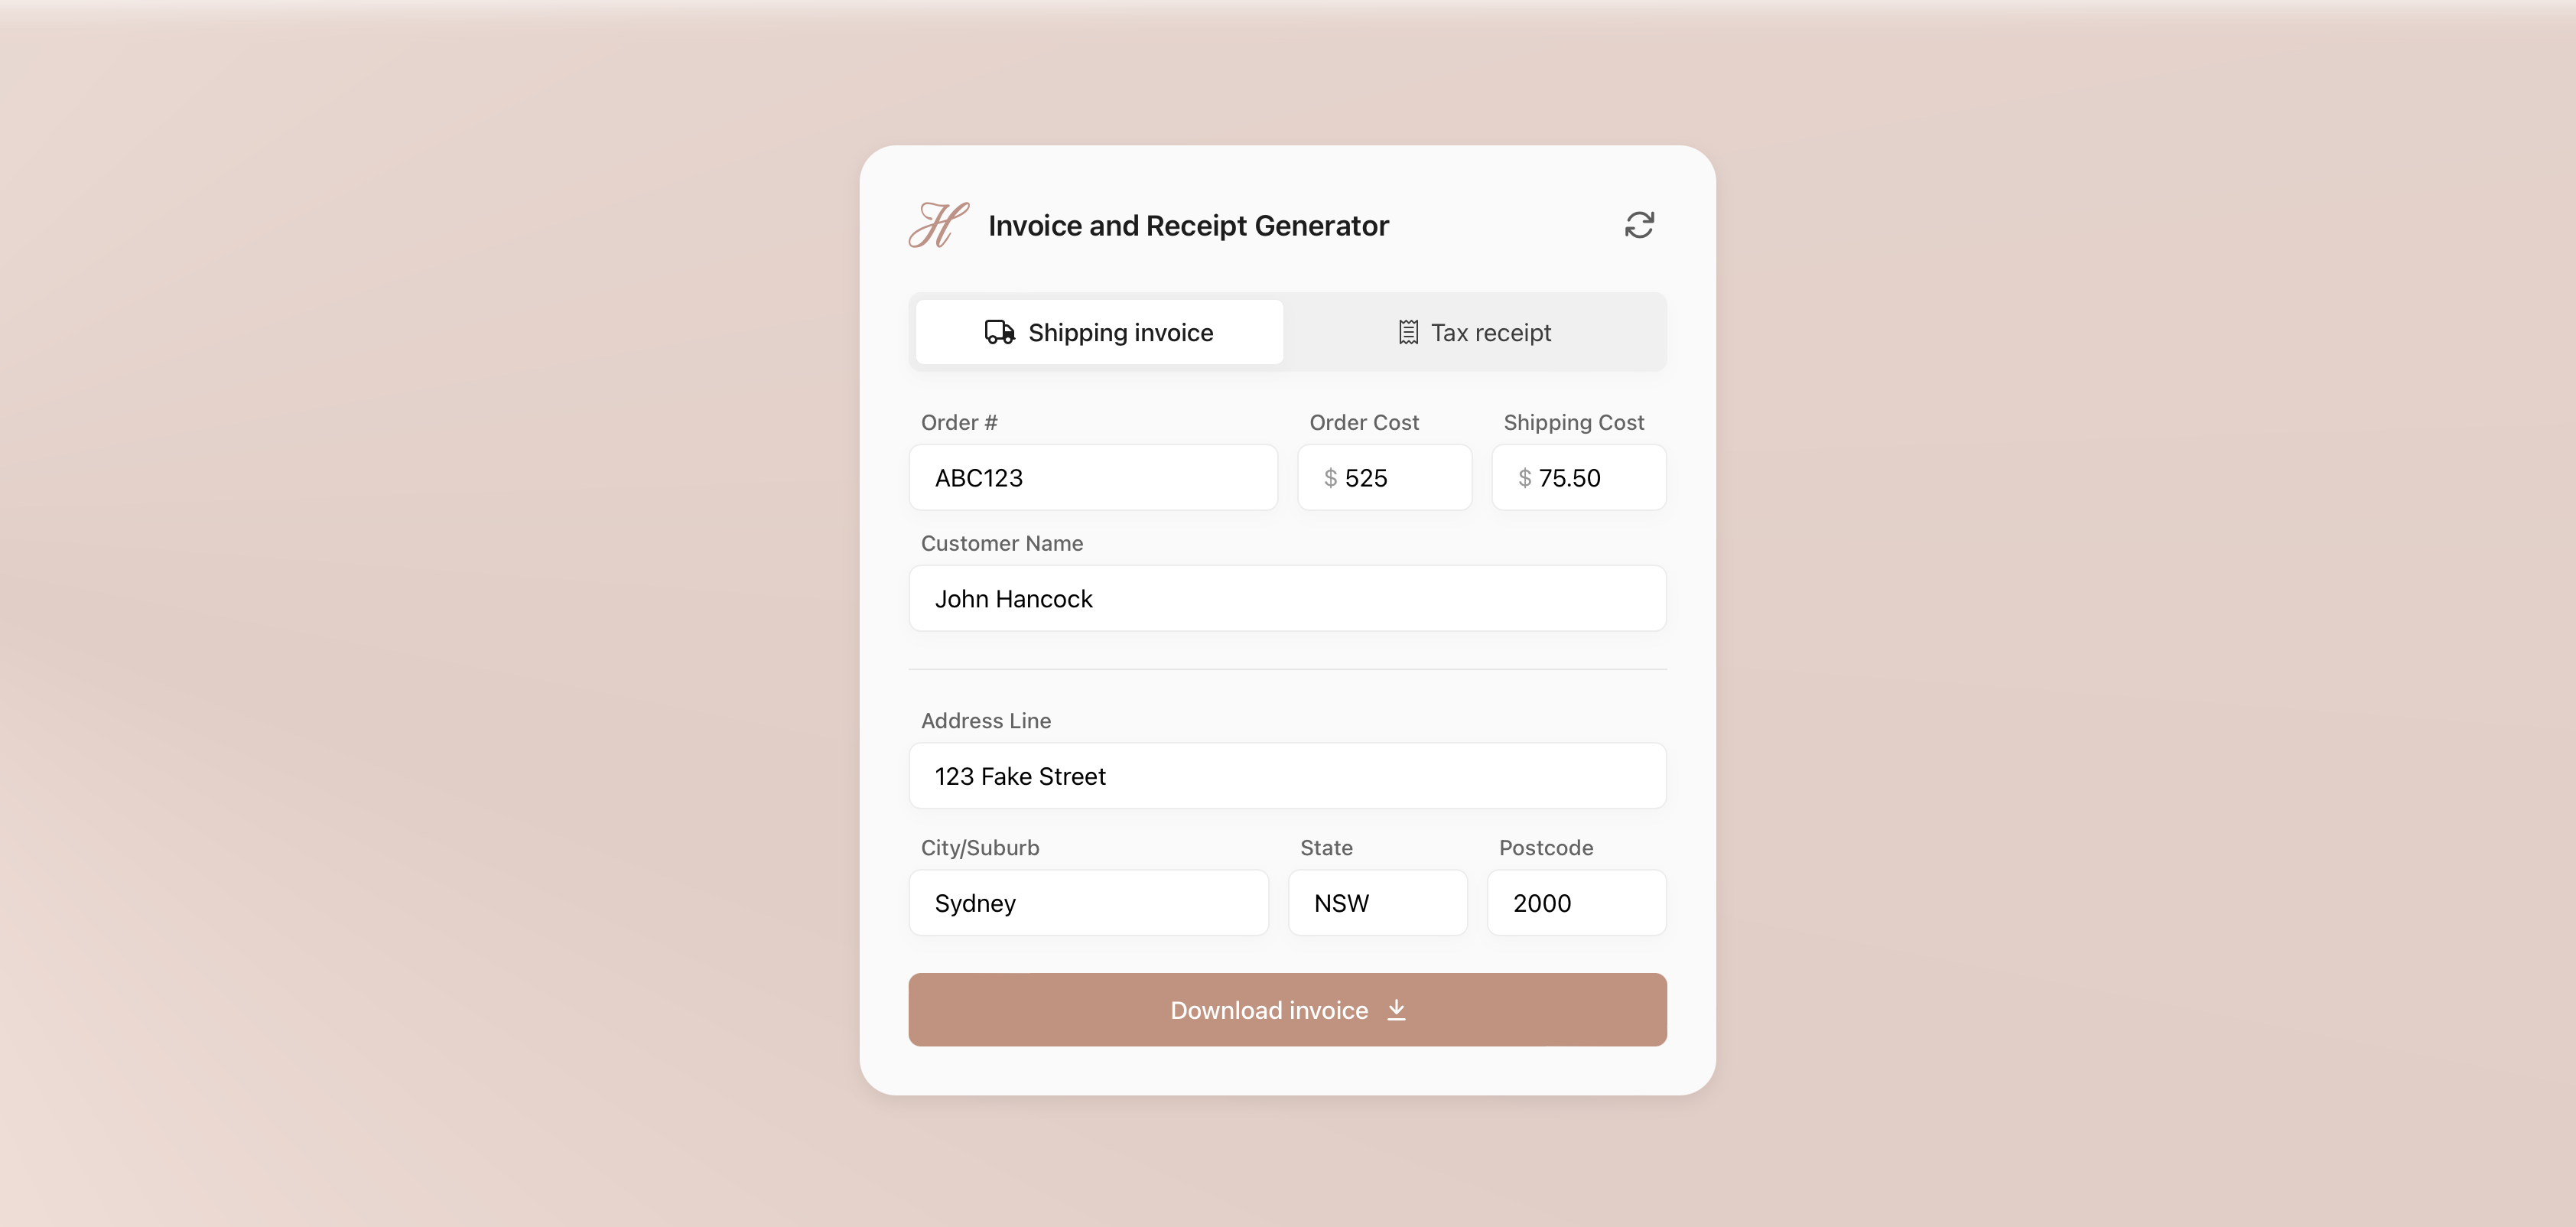 H Invoice and Receipt Generator
Shipping invoice Tax receipt
Order # Order Cost Shipping Cost
ABC123 $ 525 $ 75.50
Customer Name
John Hancock
Address Line
123 Fake Street
City/Suburb State Postcode
Sydney NSW 2000
Download invoice